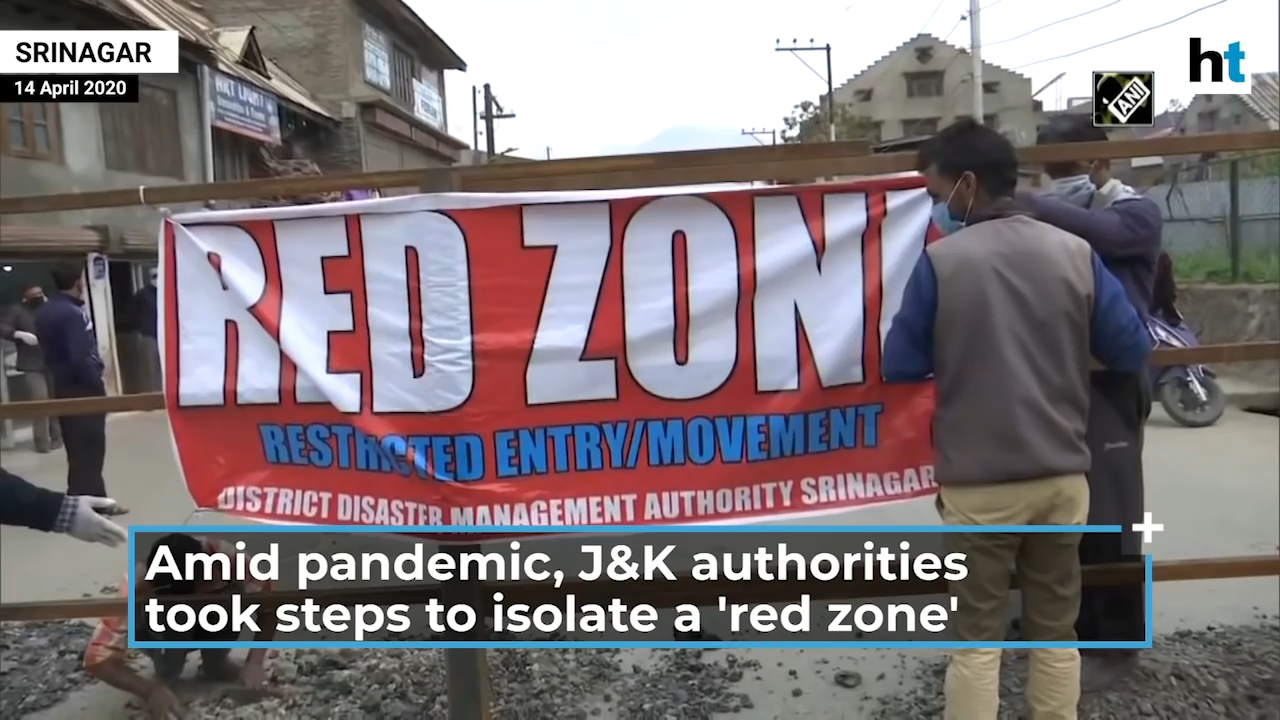 SRINAGAR
14 April 2020
ht
ANI
RED ZON
RESTRICTED ENTRY/MOVEMENT
DISTRICT DISASTER MANAGEMENT AUTHORITY SRINAGAR
Amid pandemic, J&K authorities
took steps to isolate a 'red zone'